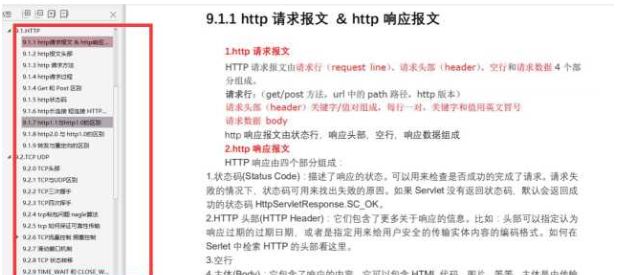 9.1.HTTP
9.1.1 http请求报文 & http响应...
9.1.2 http报文头部
9.1.3 http 请求方法
9.1.4 http请求过程
9.1.4 Get 和 Post 区别
9.1.5 http状态码
9.1.6 http长连接 短连接 HTTP...
9.1.7 http1.1与http1.0的区别
9.1.8 http2.0 与 http1.0的区别
9.1.9 转发与重定向的区别
9.2.TCP UDP
9.2.0 TCP头部
9.2.1 TCP与UDP区别
9.2.2 TCP三次握手
9.2.3 TCP四次挥手
9.2.4 tcp粘包问题 nagle算法
9.2.5 tcp 如何保证可靠性传输
9.2.6 TCP流量控制 拥塞控制
9.2.7 滑动窗口机制
9.2.8 TCP 状态转移
9.2.9 TIME_WAIT 和 CLOSE_W...
9.1.1 http 请求报文 & http 响应报文
1.http 请求报文
HTTP 请求报文由请求行（request line）、请求头部（header）、空行和请求数据 4 个部
分组成。
请求行：（get/post 方法，url 中的 path 路径，http 版本）
请求头部（header）关键字/值对组成，每行一对，关键字和值用英文冒号
请求数据 body
http 响应报文由状态行，响应头部，空行，响应数据组成
2.http 响应报文
HTTP 响应由四个部分组成：
1.状态码(Status Code)：描述了响应的状态。可以用来检查是否成功的完成了请求。请求失
败的情况下，状态码可用来找出失败的原因。如果 Servlet 没有返回状态码，默认会返回成
功的状态码 HttpServletResponse.SC_OK。
2.HTTP 头部(HTTP Header)：它们包含了更多关于响应的信息。比如：头部可以指定认为
响应过期的过期日期，或者是指定用来给用户安全的传输实体内容的编码格式。如何在
Serlet 中检索 HTTP 的头部看这里。
3.空行
4.主体(Body)：它包含了响应的内容。它可以包含 HTML 代码，图片，等等。主体是由传输